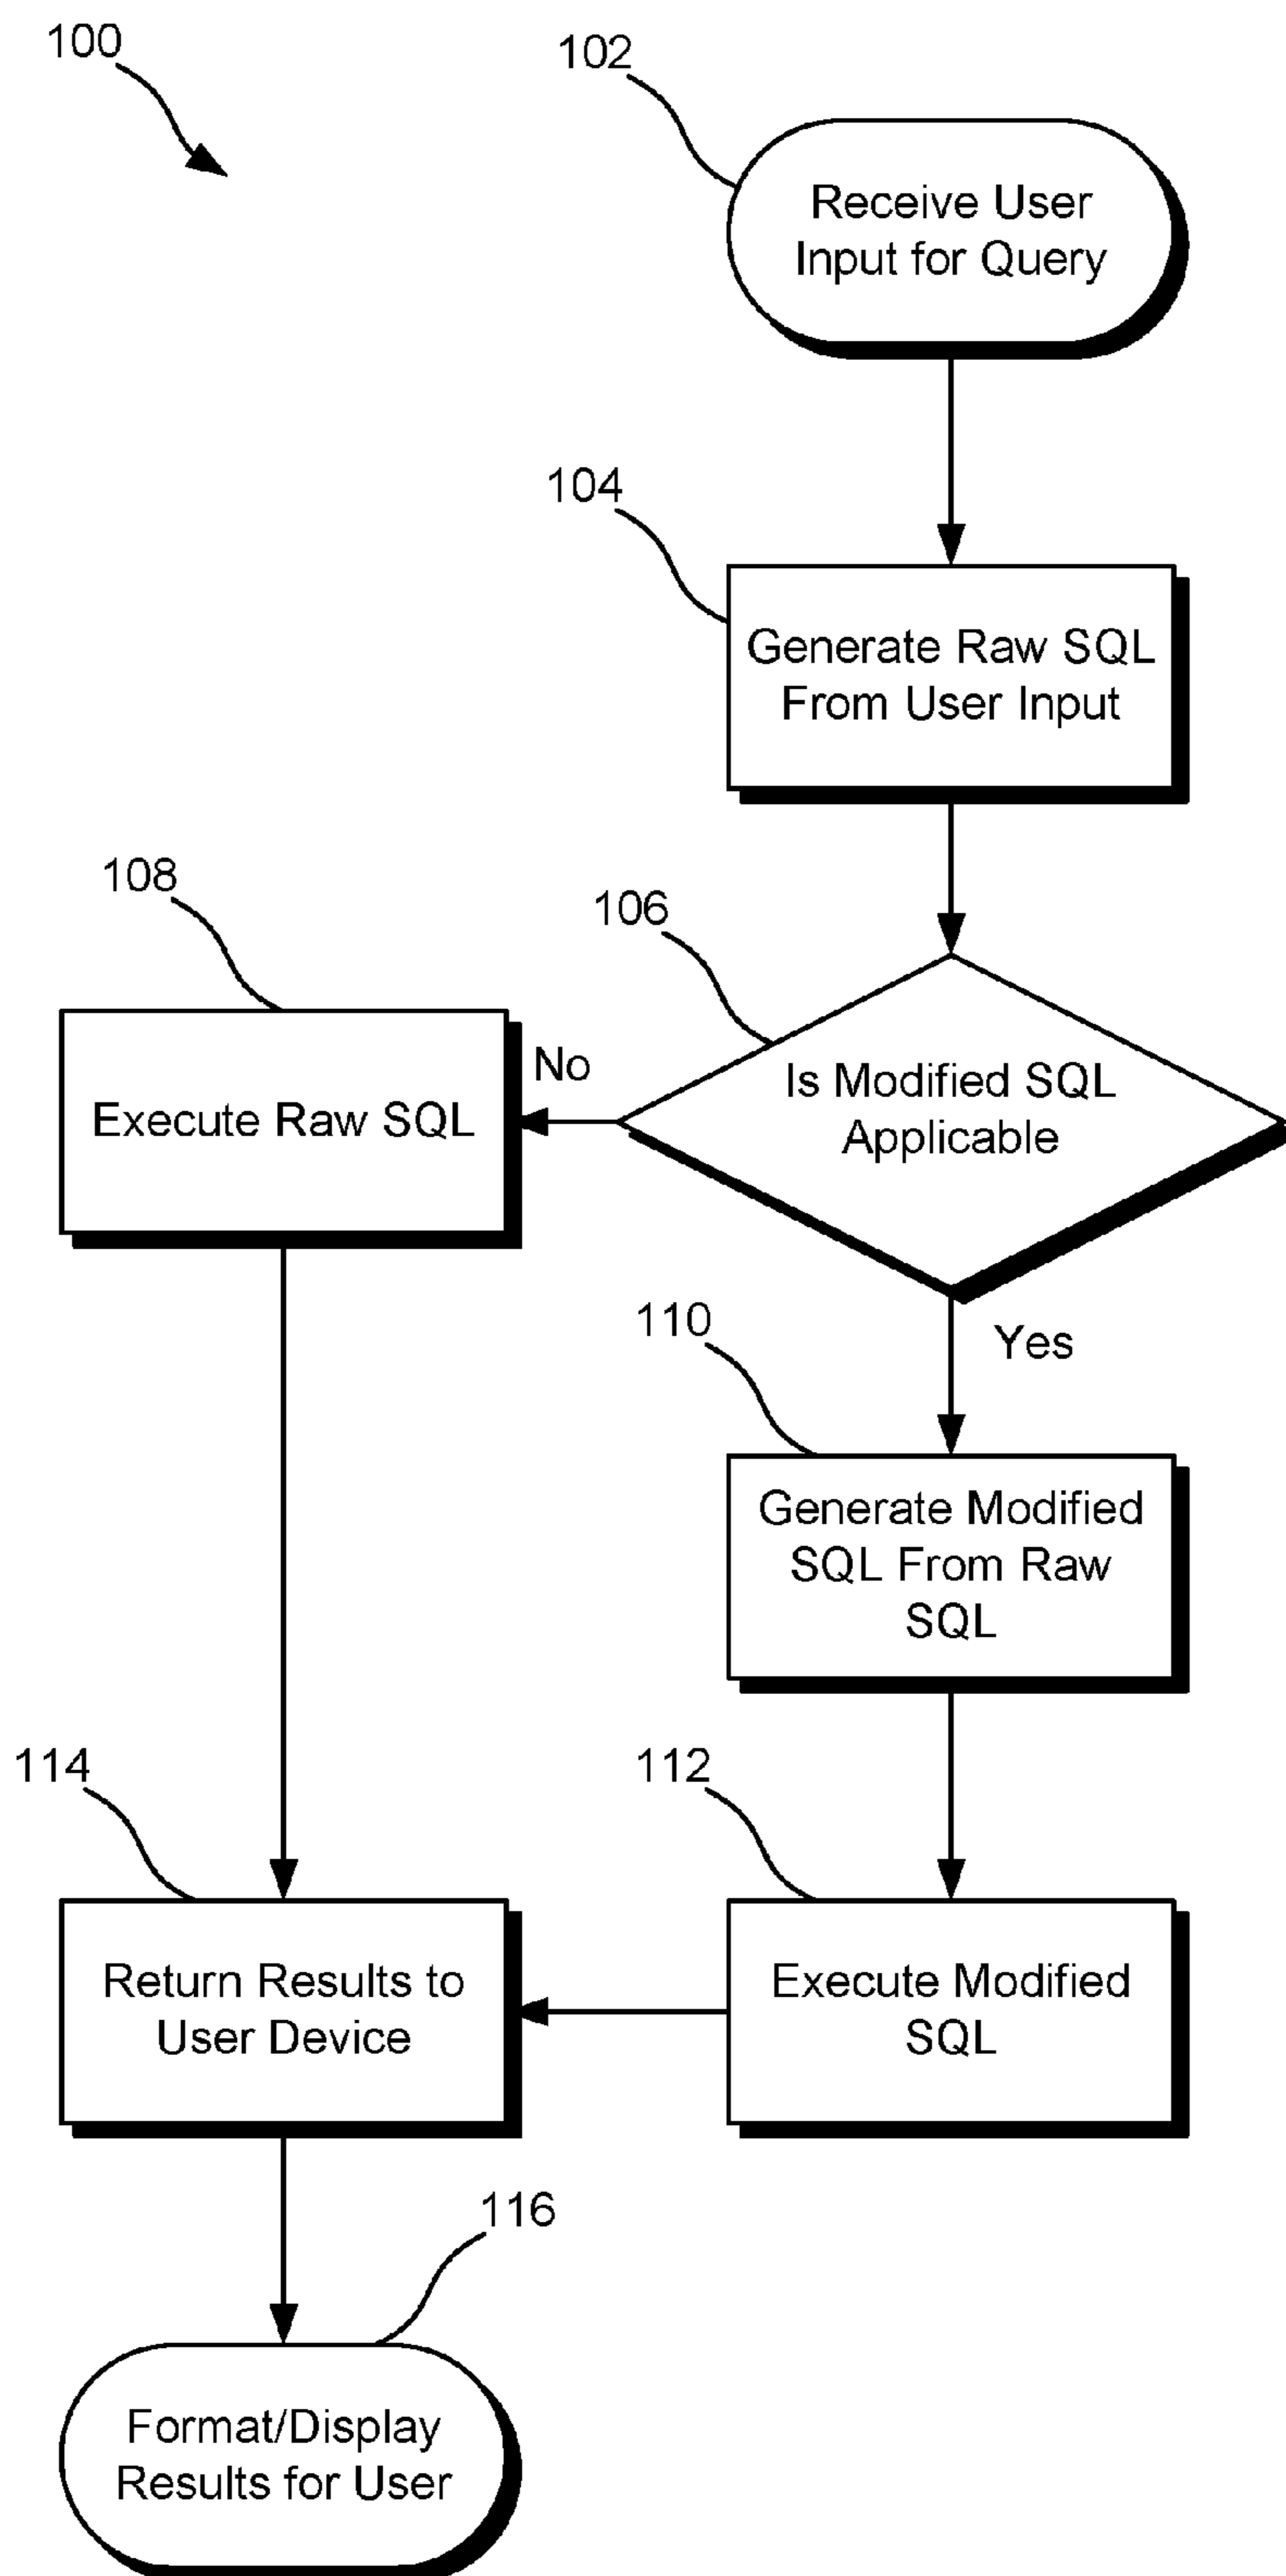 100
102
Receive User
Input for Query
104
Generate Raw SQL
From User Input
108
106
No
Execute Raw SQL
Is Modified SQL
Applicable
110
Yes
Generate Modified
SQL From Raw
SQL
114
112
Return Results to
User Device
Execute Modified
SQL
116
Format/Display
Results for User